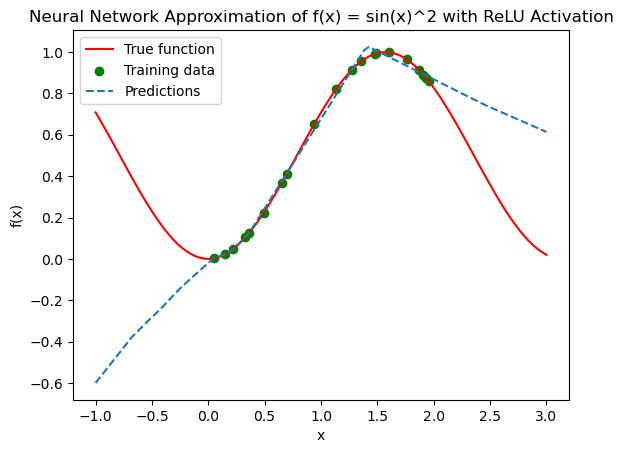 Neural Network Approximation of f(x) = sin(x)^2 with ReLU Activation
True function
Training data
Predictions
f(x)
1.0
0.8
0.6
0.4
0.2
0.0
−0.2
−0.4
−0.6
−1.0 −0.5 0.0 0.5 1.0 1.5 2.0 2.5 3.0
x